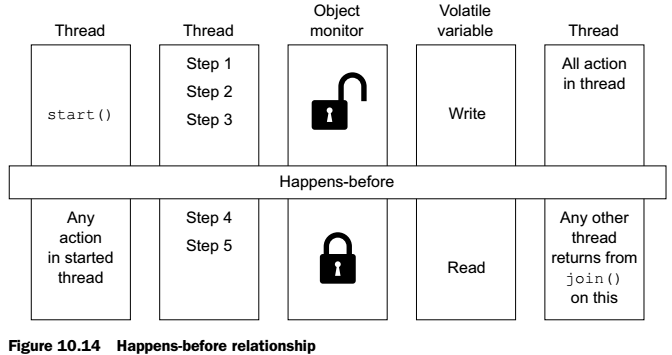 Thread
Thread
Object
monitor
Volatile
variable
Thread
start()
Step 1
Step 2
Step 3
Write
All action
in thread
Happens-before
Any
action
in started
thread
Step 4
Step 5
Read
Any other
thread
returns from
join()
on this
Figure 10.14 Happens-before relationship